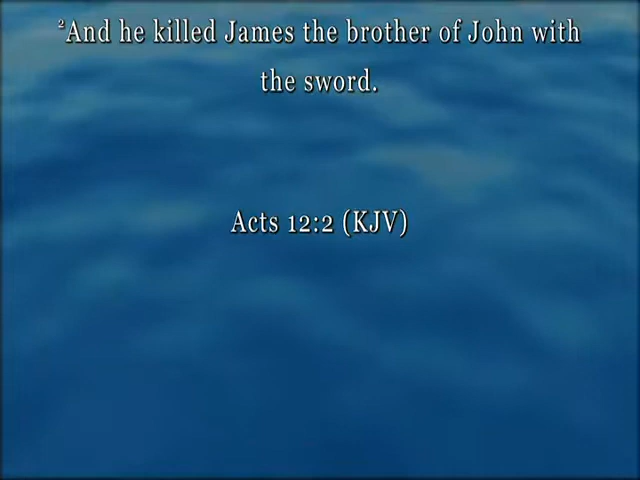 ²And he killed James the brother of John with
the sword.
Acts 12:2 (KJV)